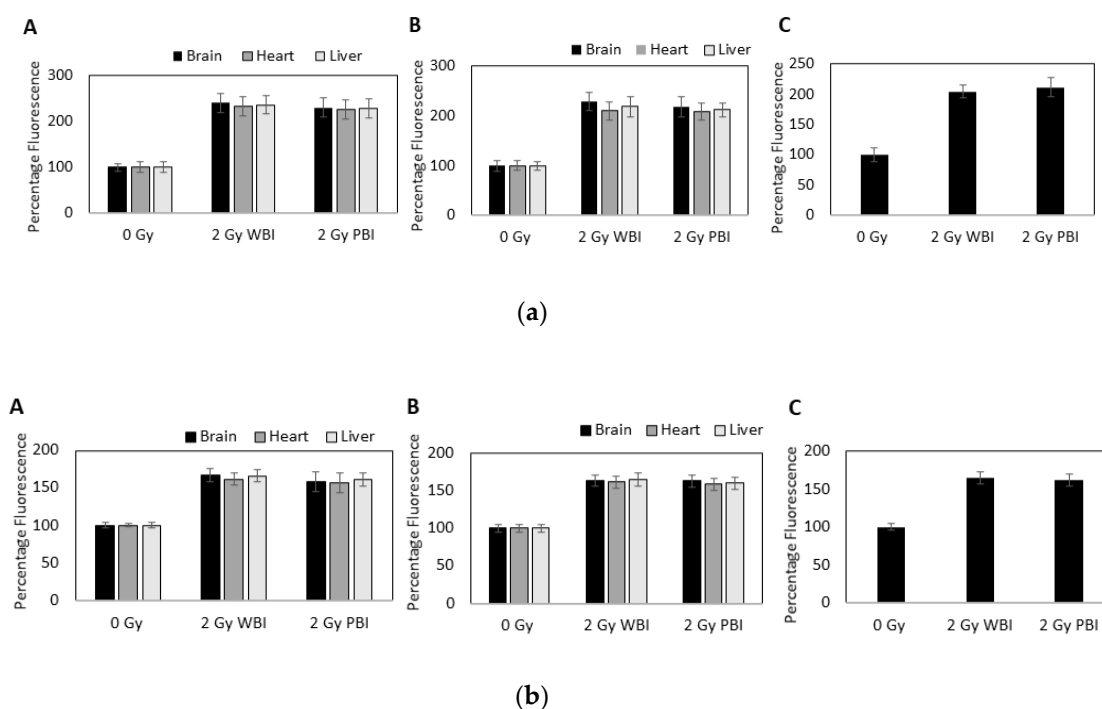 A
Brain Heart Liver
Percentage Fluorescence
300
200
100
0
0 Gy 2 Gy WBI 2 Gy PBI
B
Brain Heart Liver
Percentage Fluorescence
300
200
100
0
0 Gy 2 Gy WBI 2 Gy PBI
C
Percentage Fluorescence
250
200
150
100
50
0
0 Gy 2 Gy WBI 2 Gy PBI
(a)
A
Brain Heart Liver
Percentage Fluorescence
200
150
100
50
0
0 Gy 2 Gy WBI 2 Gy PBI
B
Brain Heart Liver
Percentage Fluorescence
200
150
100
50
0
0 Gy 2 Gy WBI 2 Gy PBI
C
Percentage Fluorescence
200
150
100
50
0
0 Gy 2 Gy WBI 2 Gy PBI
(b)